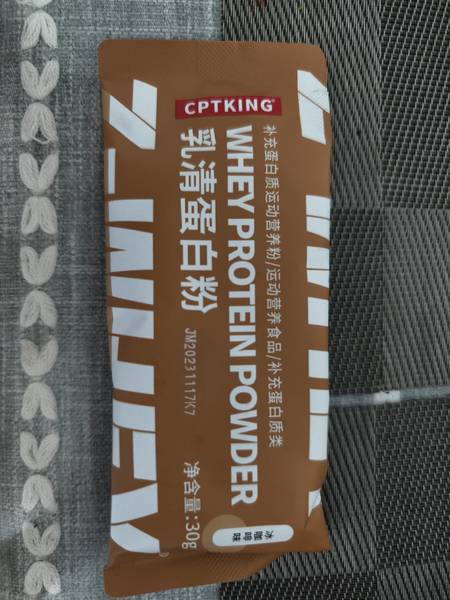 CPTKING®
补充蛋白质运动营养粉/运动营养食品/补充蛋白质类
WHEY PROTEIN POWDER
乳清蛋白粉
JM20231117K7
净含量:30g
冰咖啡味